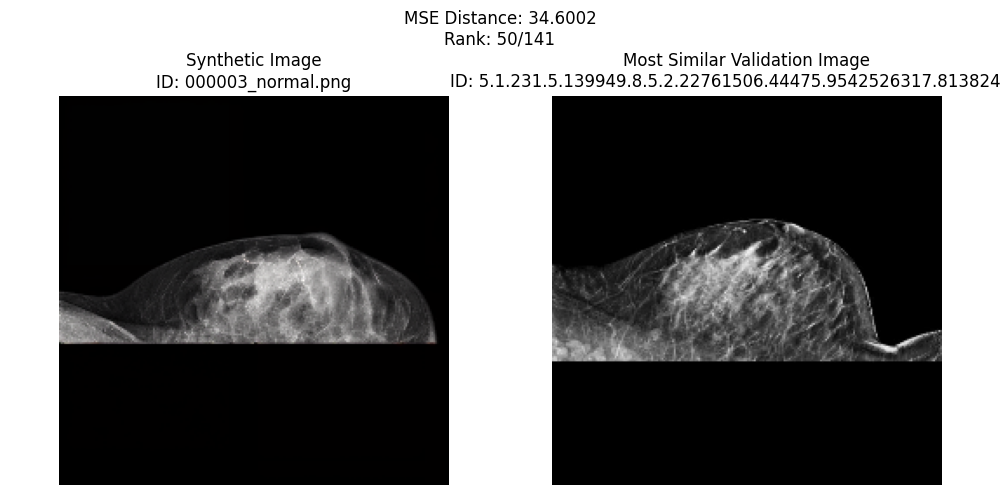 MSE Distance: 34.6002
Rank: 50/141
Synthetic Image
ID: 000003_normal.png
Most Similar Validation Image
ID: 5.1.231.5.139949.8.5.2.22761506.44475.9542526317.813824